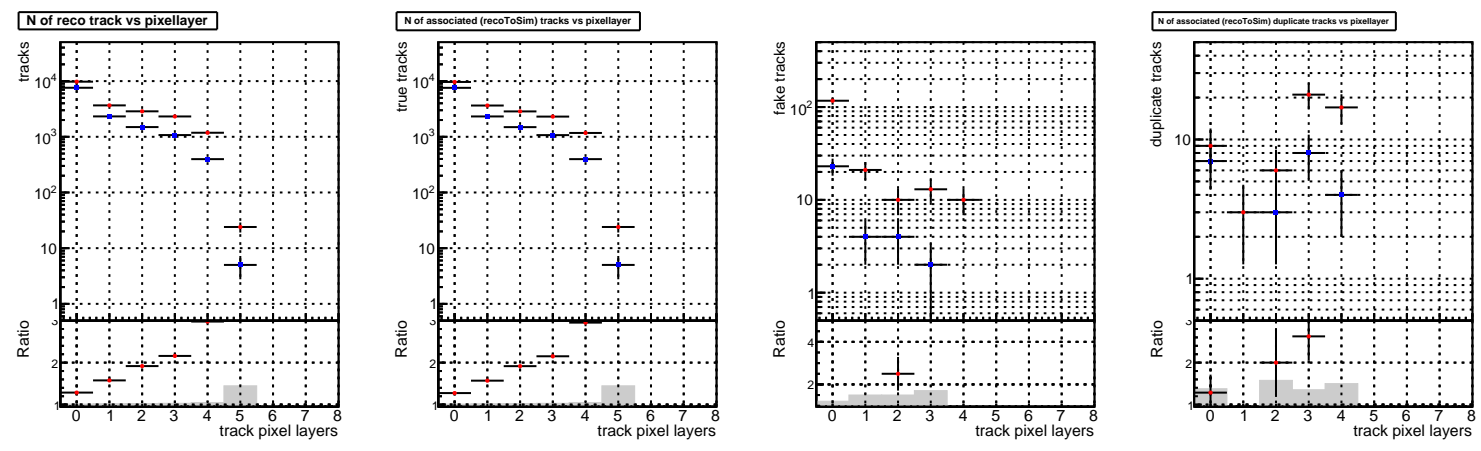 N of reco track vs pixellayer
tracks
10^4
10^3
10^2
10
1
Ratio
3
2
1
0 1 2 3 4 5 6 7 8
track pixel layers
N of associated (recoToSim) tracks vs pixellayer
true tracks
10^4
10^3
10^2
10
1
Ratio
3
2
1
0 1 2 3 4 5 6 7 8
track pixel layers
fake tracks
10^2
10
1
Ratio
4
2
0 1 2 3 4 5 6 7 8
track pixel layers
N of associated (recoToSim) duplicate tracks vs pixellayer
duplicate tracks
10
1
Ratio
3
2
1
0 1 2 3 4 5 6 7 8
track pixel layers